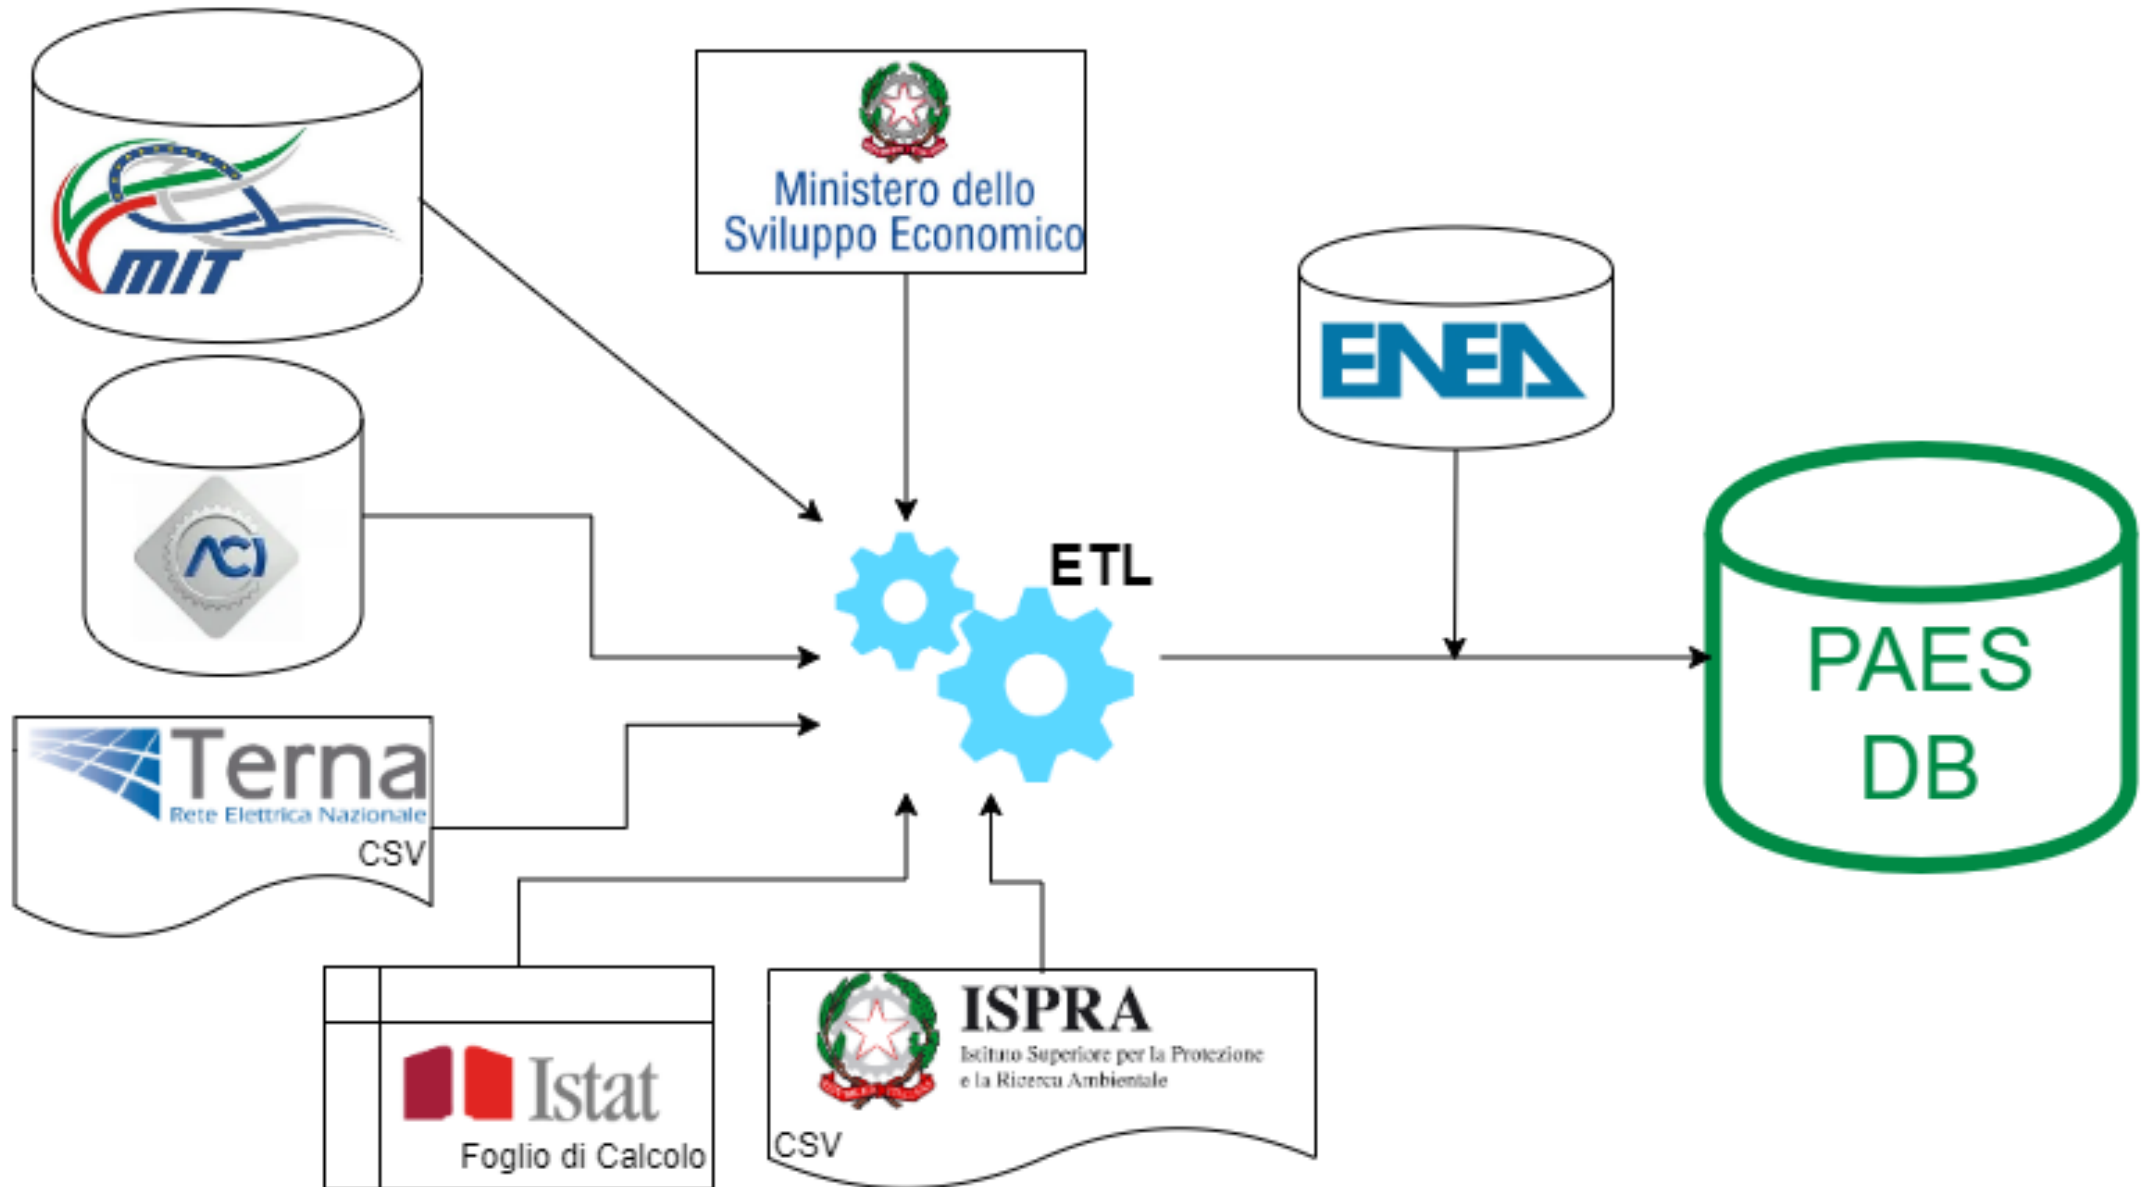 MIT
Ministero dello
Sviluppo Economico
ENEA
ACI
ETL
PAES
DB
Terna
Rete Elettrica Nazionale
CSV
Istat
Foglio di Calcolo
ISPRA
Istituto Superiore per la Protezione
e la Ricerca Ambientale
CSV